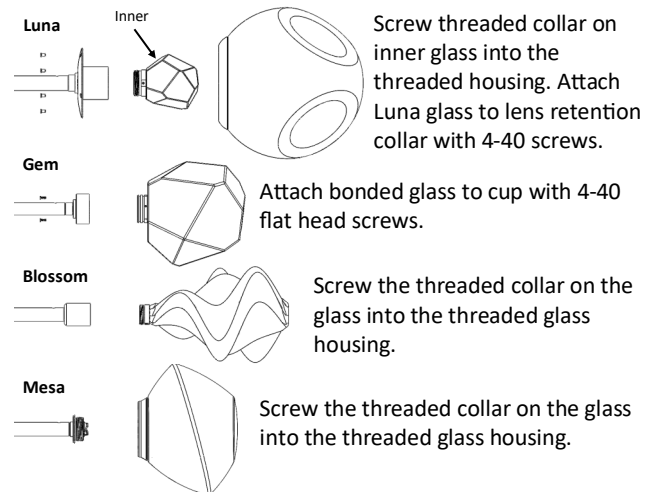 Luna
Inner
Screw threaded collar on
inner glass into the
threaded housing. Attach
Luna glass to lens retention
collar with 4-40 screws.
Gem
Attach bonded glass to cup with 4-40
flat head screws.
Blossom
Screw the threaded collar on the
glass into the threaded glass
housing.
Mesa
Screw the threaded collar on the glass
into the threaded glass housing.